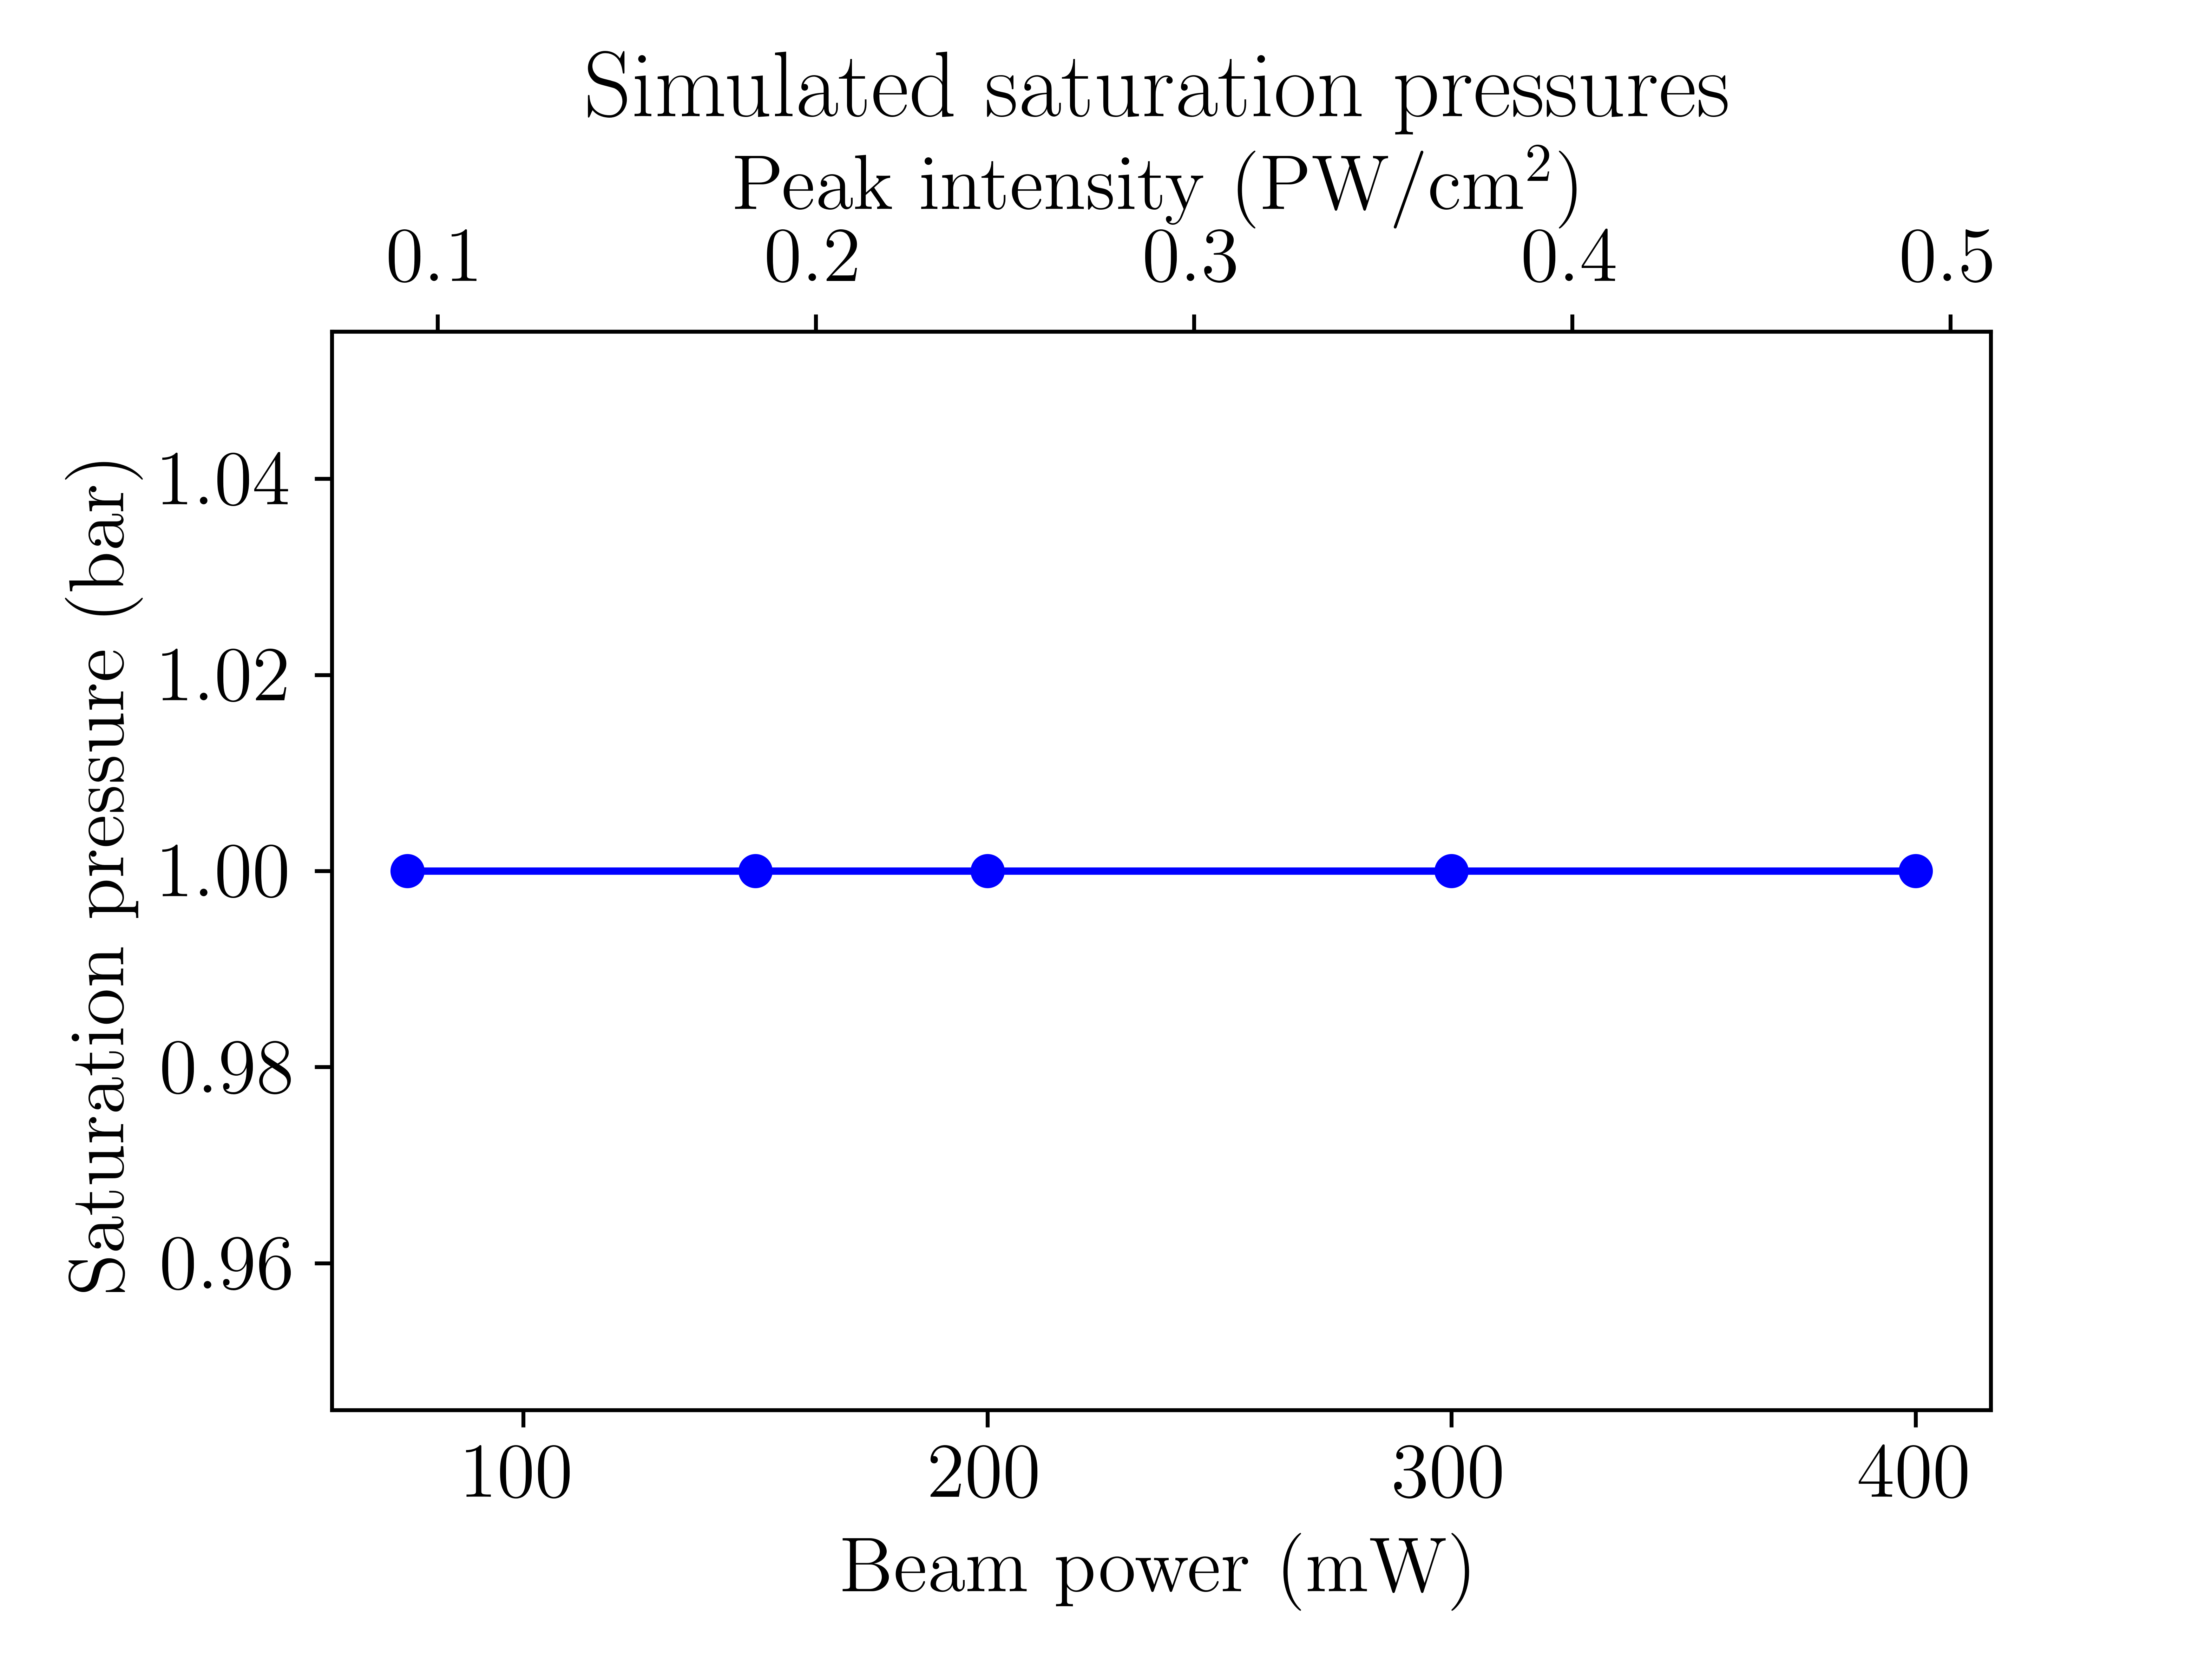 Simulated saturation pressures
Peak intensity (PW/cm²)
0.1 0.2 0.3 0.4 0.5
Saturation pressure (bar)
1.04
1.02
1.00
0.98
0.96
100 200 300 400
Beam power (mW)